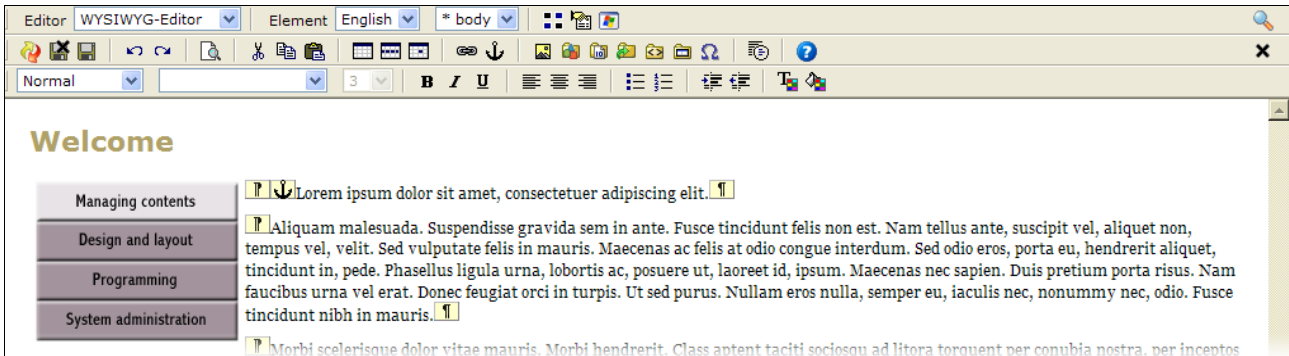 Editor WYSIWYG-Editor Element English * body
Normal 3 B I U
Welcome
Managing contents
Design and layout
Programming
System administration
Lorem ipsum dolor sit amet, consectetuer adipiscing elit. ¶
Aliquam malesuada. Suspendisse gravida sem in ante. Fusce tincidunt felis non est. Nam tellus ante, suscipit vel, aliquet non,
tempus vel, velit. Sed vulputate felis in mauris. Maecenas ac felis at odio congue interdum. Sed odio eros, porta eu, hendrerit aliquet,
tincidunt in, pede. Phasellus ligula urna, lobortis ac, posuere ut, laoreet id, ipsum. Maecenas nec sapien. Duis pretium porta risus. Nam
faucibus urna vel erat. Donec feugiat orci in turpis. Ut sed purus. Nullam eros nulla, semper eu, iaculis nec, nonummy nec, odio. Fusce
tincidunt nibh in mauris. ¶
Morbi scelerisque dolor vitae mauris. Morbi hendrerit. Class aptent taciti sociosqu ad litora torquent per conubia nostra, per inceptos